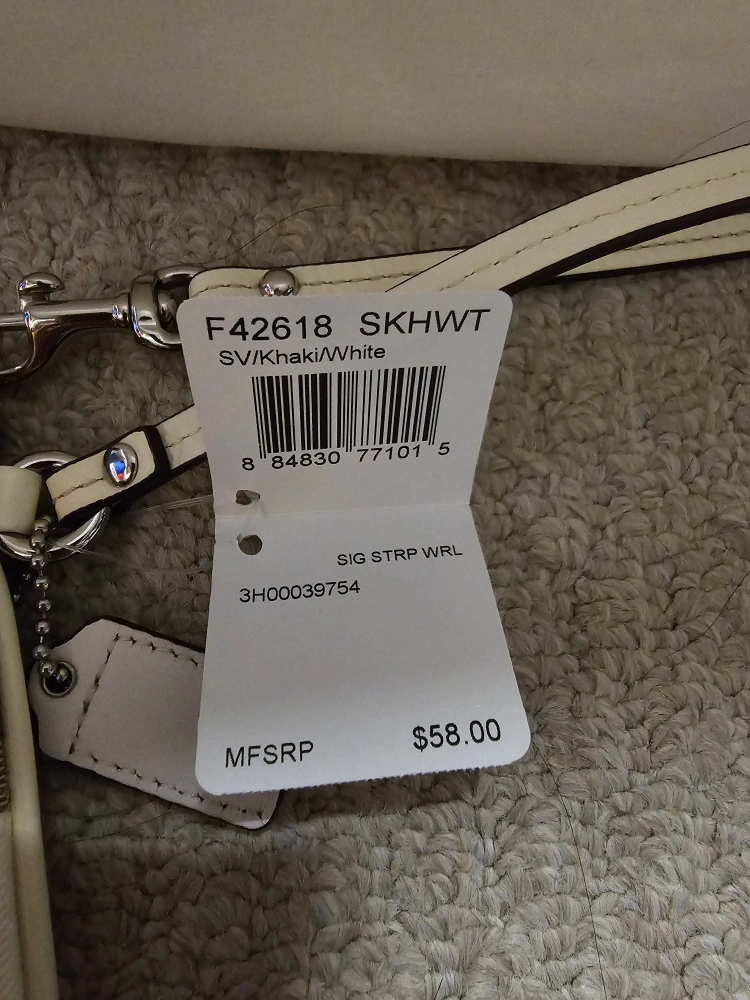 F42618 SKHWT
SV/Khaki/White
8 84830 77101 5
SIG STRP WRL
3H00039754
MFSRP $58.00